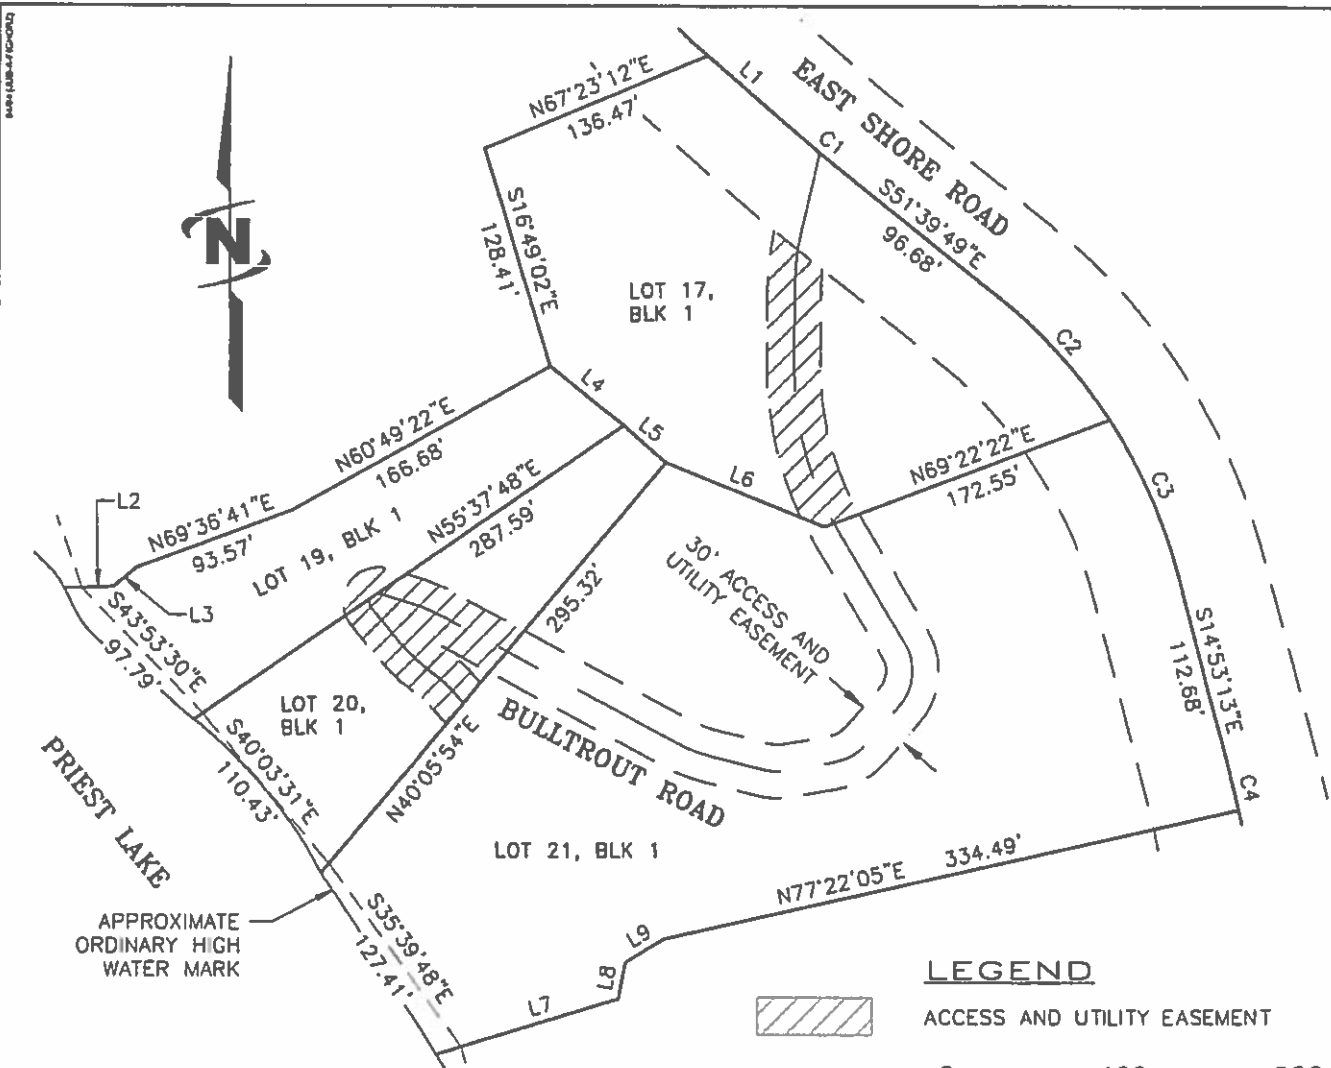 N67°23'12"E
136.47'
L1
EAST SHORE ROAD
C1
S51°39'49"E
96.68'
N
S16°49'02"E
128.41'
LOT 17,
BLK 1
C2
L4
L5
L6
N69°22'22"E
172.55'
C3
N60°49'22"E
166.68'
L2
N69°36'41"E
93.57'
LOT 19, BLK 1
N55°37'48"E
287.59'
L3
S43°53'30"E
97.79'
30' ACCESS AND
UTILITY EASEMENT
295.32'
N40°05'54"E
S14°53'13"E
112.68'
LOT 20,
BLK 1
S40°03'31"E
110.43'
BULLTROUT ROAD
C4
PRIEST LAKE
LOT 21, BLK 1
N77°22'05"E 334.49'
APPROXIMATE
ORDINARY HIGH
WATER MARK
S35°39'48"E
127.41'
L9
L8
L7
LEGEND
ACCESS AND UTILITY EASEMENT